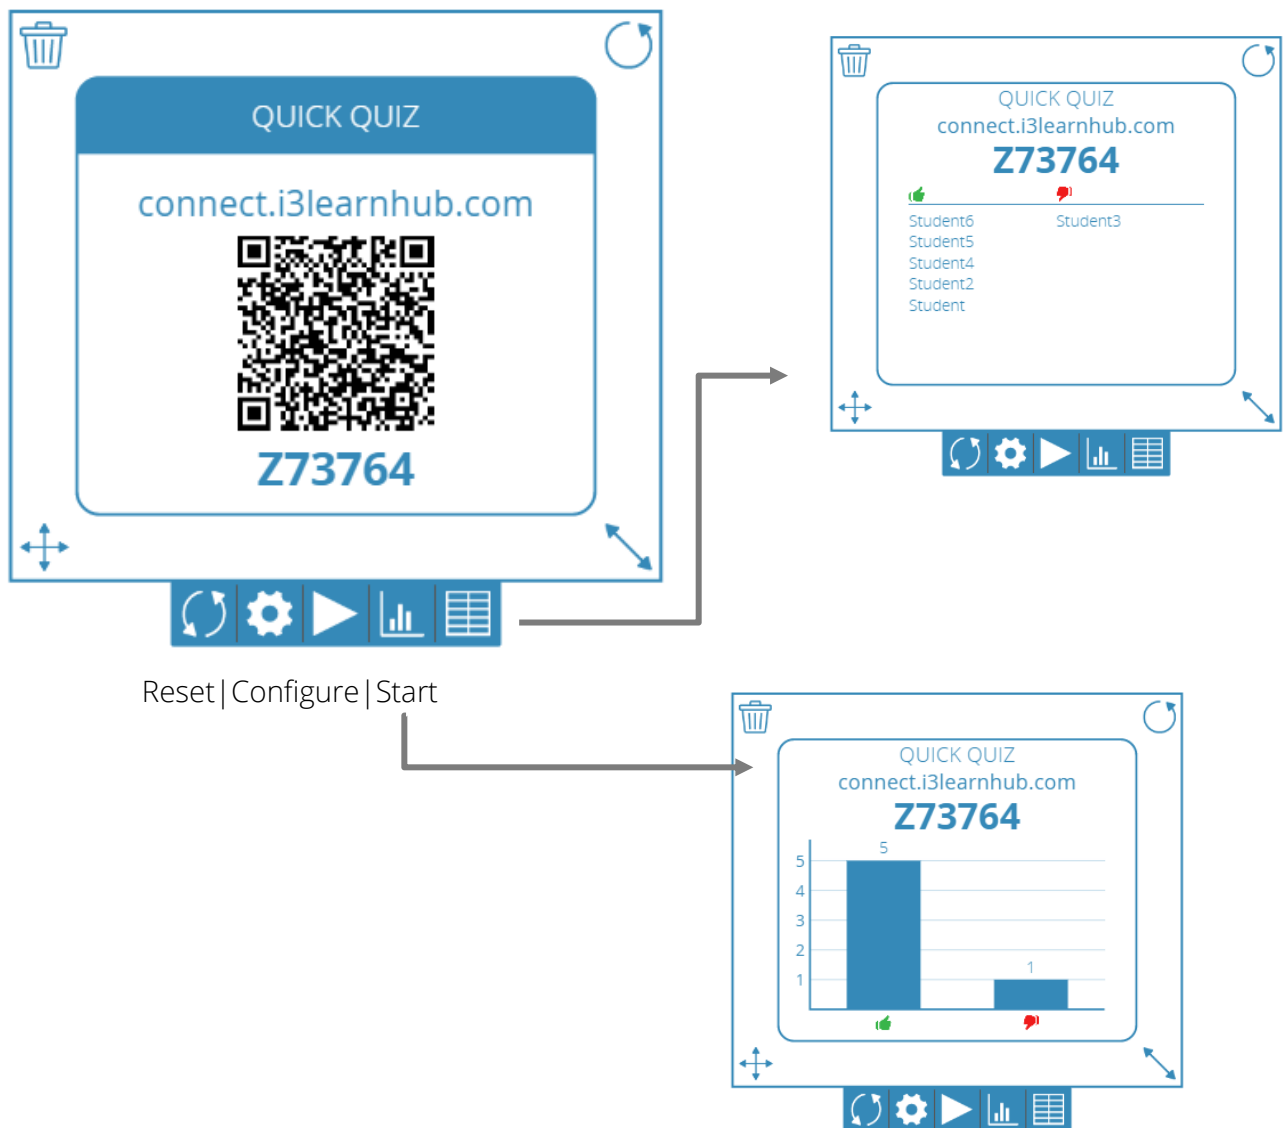 QUICK QUIZ
connect.i3learnhub.com
Z73764
Reset|Configure|Start
QUICK QUIZ
connect.i3learnhub.com
Z73764
Student6 Student3
Student5
Student4
Student2
Student
QUICK QUIZ
connect.i3learnhub.com
Z73764
5
5
4
3
2
1
1